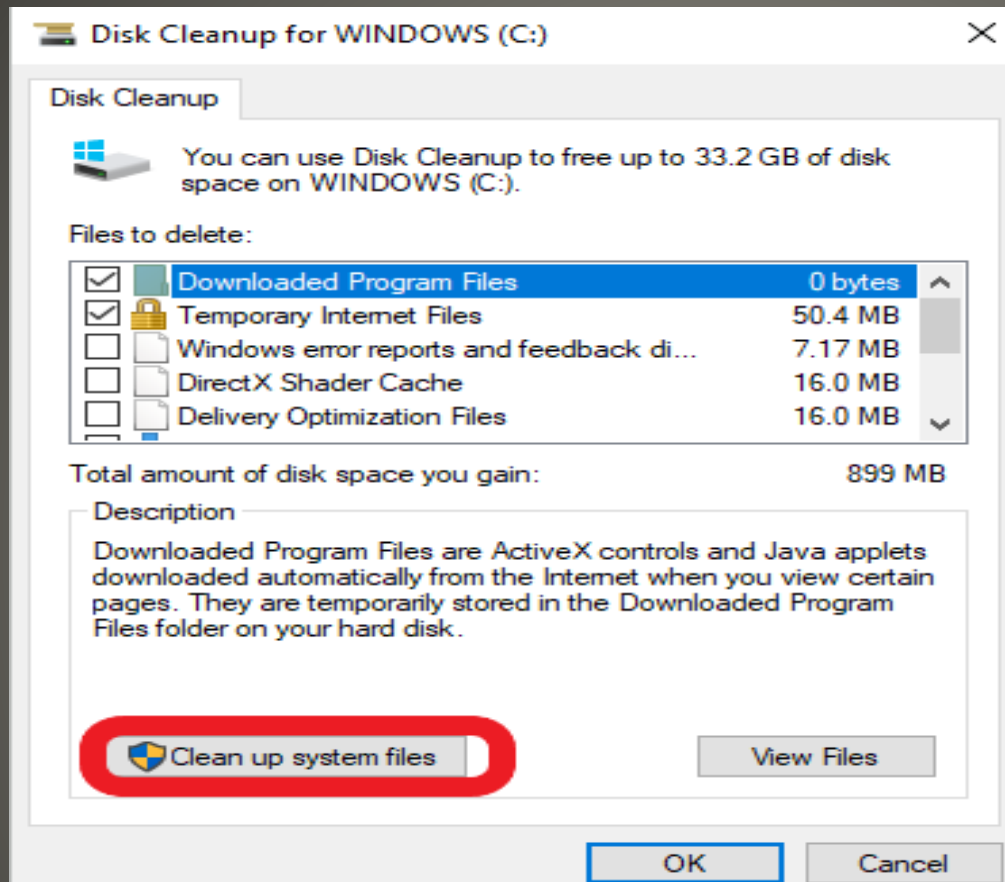 Disk Cleanup for WINDOWS (C:)
Disk Cleanup
You can use Disk Cleanup to free up to 33.2 GB of disk
space on WINDOWS (C:).
Files to delete:
Downloaded Program Files 0 bytes
Temporary Internet Files 50.4 MB
Windows error reports and feedback di... 7.17 MB
DirectX Shader Cache 16.0 MB
Delivery Optimization Files 16.0 MB
Total amount of disk space you gain: 899 MB
Description
Downloaded Program Files are ActiveX controls and Java applets
downloaded automatically from the Internet when you view certain
pages. They are temporarily stored in the Downloaded Program
Files folder on your hard disk.
Clean up system files View Files
OK Cancel